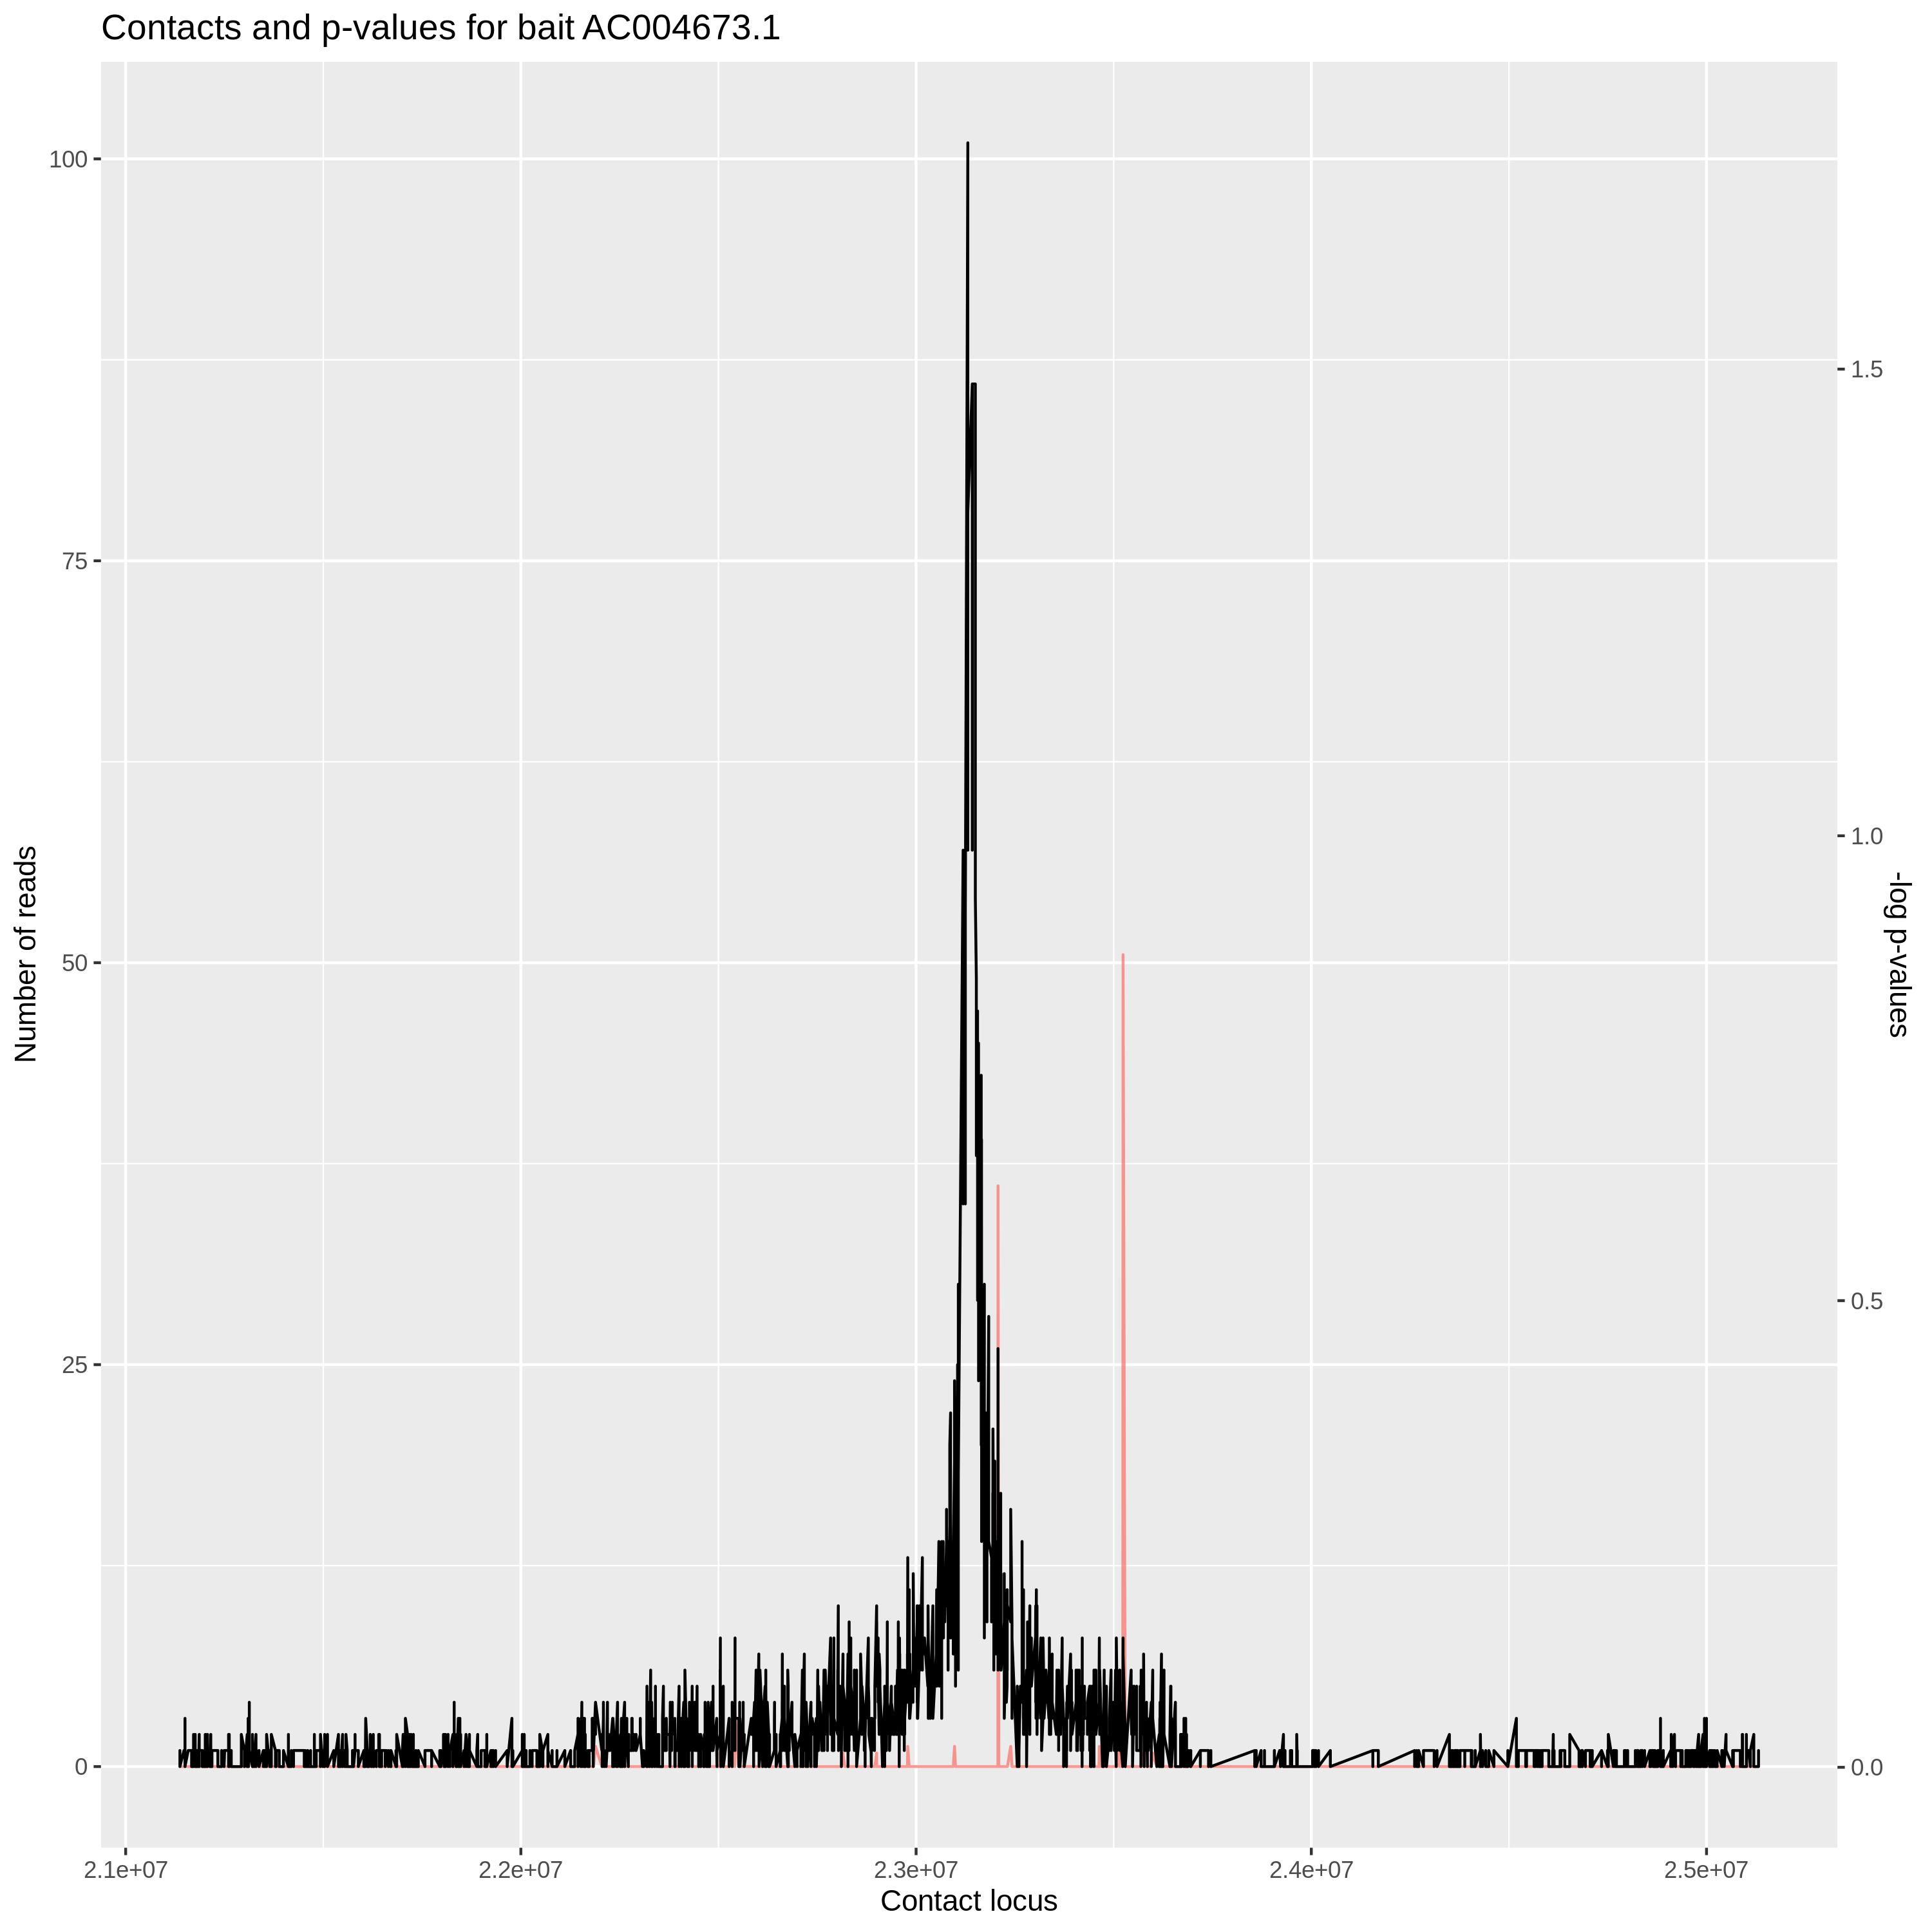 Contacts and p-values for bait AC004673.1
100
75
50
25
0
Number of reads
1.5
1.0
0.5
0.0
-log p-values
2.1e+07
2.2e+07
2.3e+07
2.4e+07
2.5e+07
Contact locus